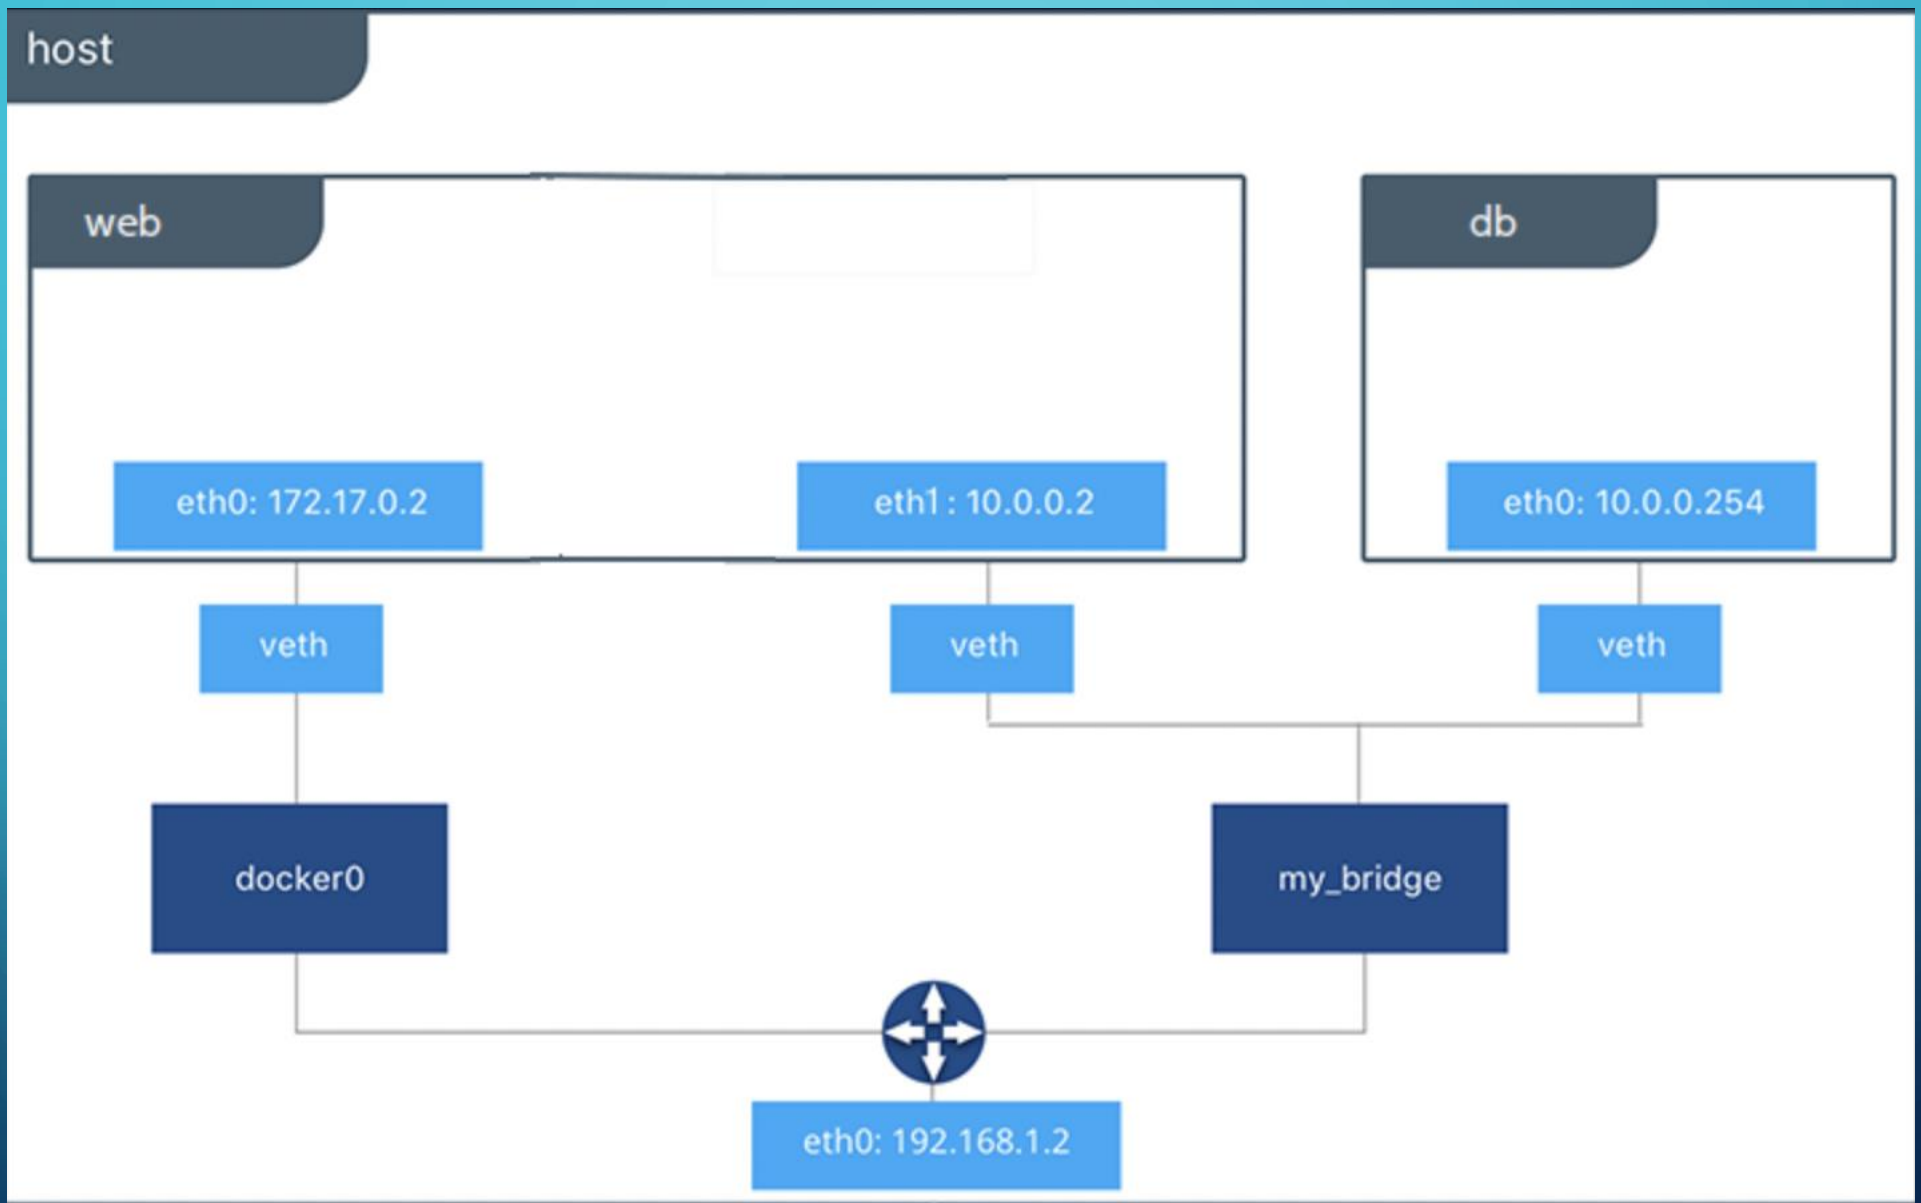 host
web
db
eth0: 172.17.0.2
eth1 : 10.0.0.2
eth0: 10.0.0.254
veth
veth
veth
docker0
my_bridge
eth0: 192.168.1.2